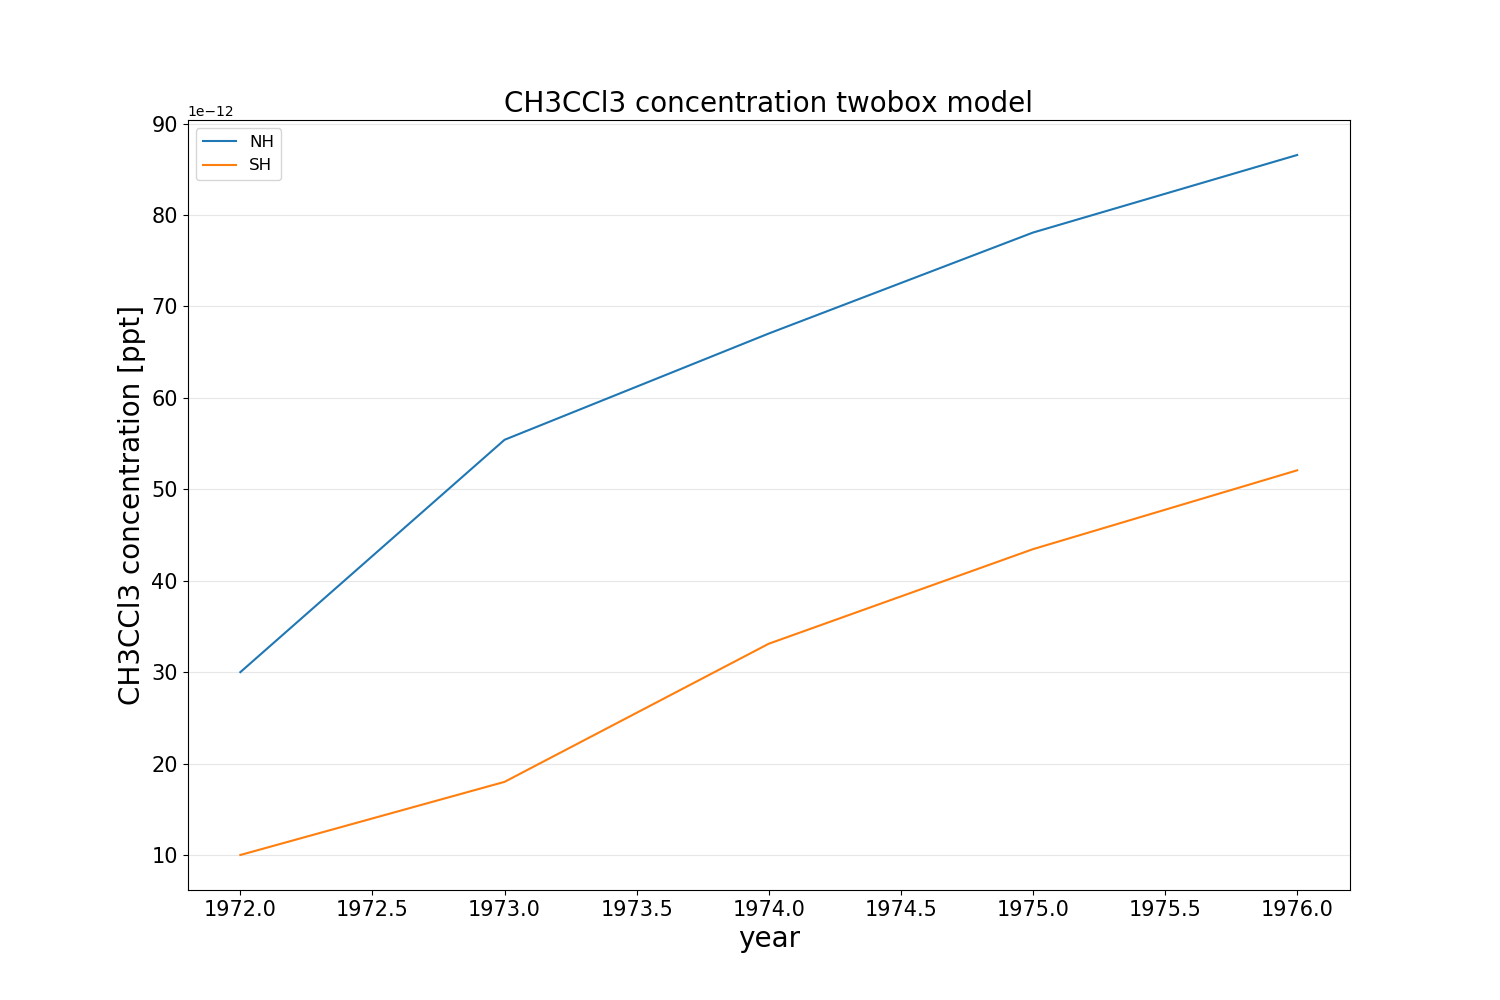 CH3CCl3 concentration twobox model
1e−12
90
80
70
60
50
40
30
20
10
CH3CCl3 concentration [ppt]
NH
SH
1972.0 1972.5 1973.0 1973.5 1974.0 1974.5 1975.0 1975.5 1976.0
year